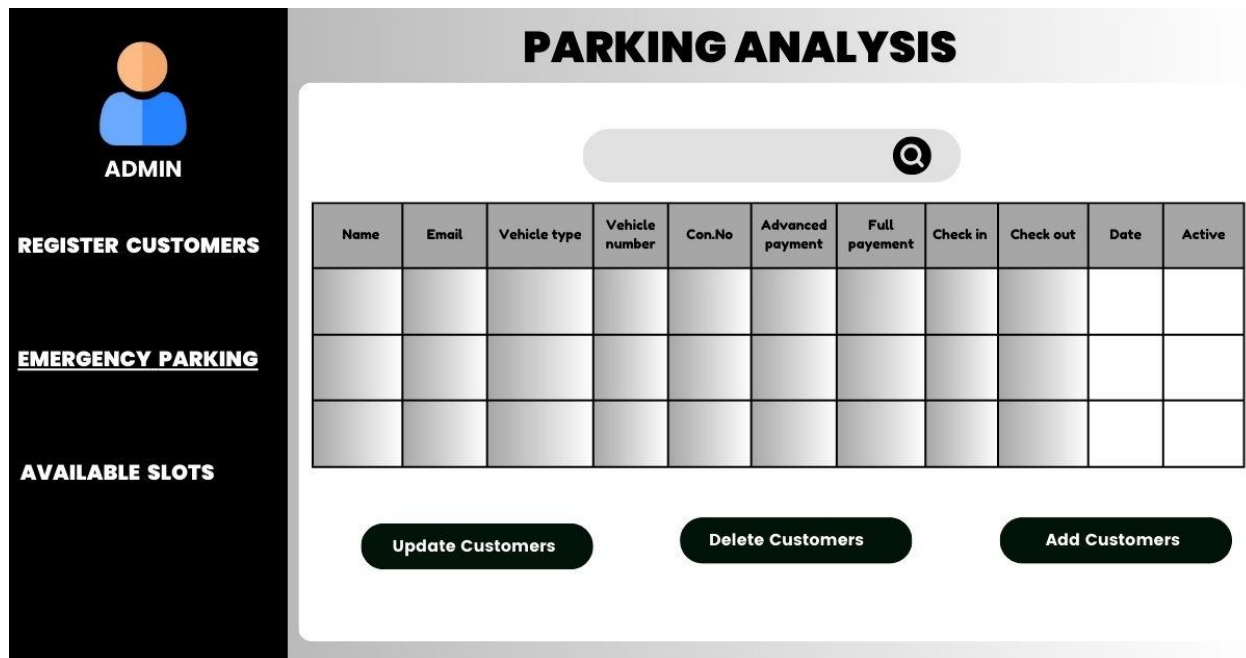 PARKING ANALYSIS
ADMIN
REGISTER CUSTOMERS
EMERGENCY PARKING
AVAILABLE SLOTS
Name
Email
Vehicle type
Vehicle
number
Con.No
Advanced
payment
Full
payement
Check in
Check out
Date
Active
Update Customers
Delete Customers
Add Customers